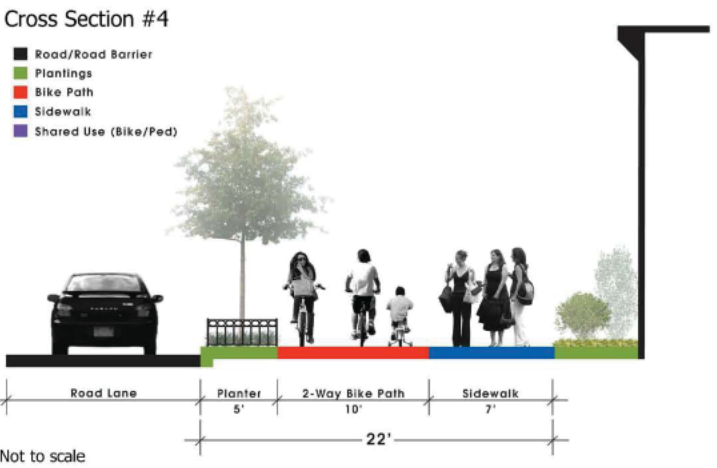 Cross Section #4
Road/Road Barrier
Plantings
Bike Path
Sidewalk
Shared Use (Bike/Ped)
Road Lane
Planter
2-Way Bike Path
Sidewalk
5'
10'
7'
22'
Not to scale